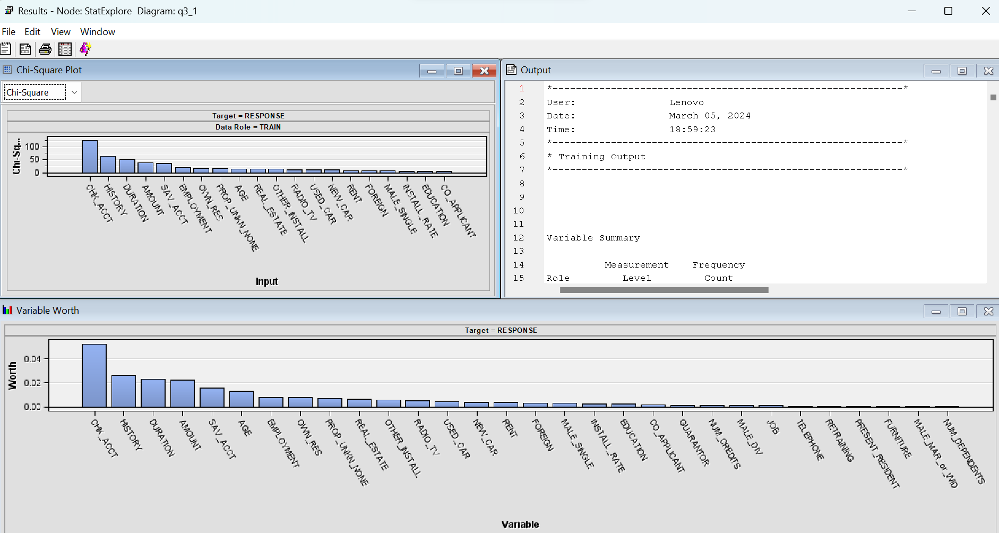 Results - Node: StatExplore  Diagram: q3_1
File Edit View Window
Chi-Square Plot
Chi-Square
Target = RESPONSE
Data Role = TRAIN
Chi-Sq...
100
50
0
CHK_ACCT
HISTORY
DURATION
AMOUNT
SAV_ACCT
EMPLOYMENT
OWN_RES
PROP_UNKN_NONE
AGE
REAL_ESTATE
OTHER_INSTALL
RADIO_TV
USED_CAR
NEW_CAR
RENT
FOREIGN
MALE_SINGLE
INSTALL_RATE
EDUCATION
CO_APPLICANT
Input
Output
1 *------------------------------------------------------------*
2 User: Lenovo
3 Date: March 05, 2024
4 Time: 18:59:23
5 *------------------------------------------------------------*
6 * Training Output
7 *------------------------------------------------------------*
8
9
10
11
12 Variable Summary
13
14 Measurement Frequency
15 Role Level Count
Variable Worth
Target = RESPONSE
Worth
0.04
0.02
0.00
CHK_ACCT
HISTORY
DURATION
AMOUNT
SAV_ACCT
AGE
EMPLOYMENT
OWN_RES
PROP_UNKN_NONE
REAL_ESTATE
OTHER_INSTALL
RADIO_TV
USED_CAR
NEW_CAR
RENT
FOREIGN
MALE_SINGLE
INSTALL_RATE
EDUCATION
CO_APPLICANT
GUARANTOR
NUM_CREDITS
MALE_DIV
JOB
TELEPHONE
RETRAINING
PRESENT_RESIDENT
FURNITURE
MALE_MAR_or_WID
NUM_DEPENDENTS
Variable